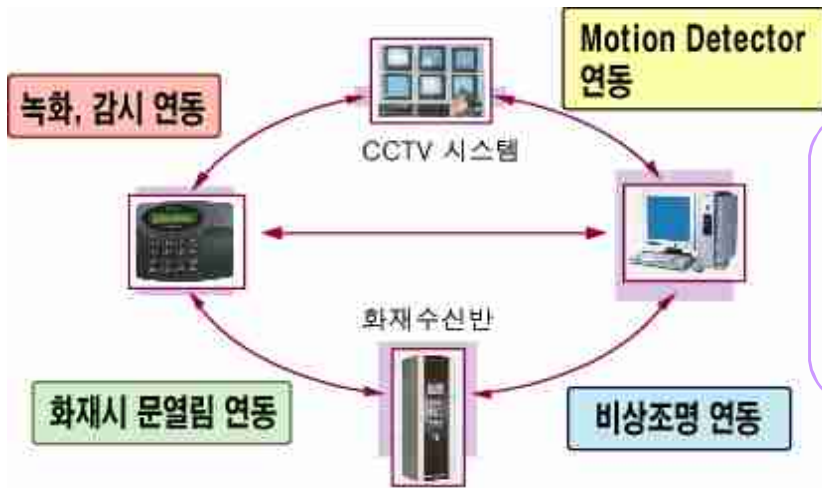 Motion Detector
연동
녹화, 감시 연동
CCTV 시스템
화재수신반
화재시 문열림 연동
비상조명 연동